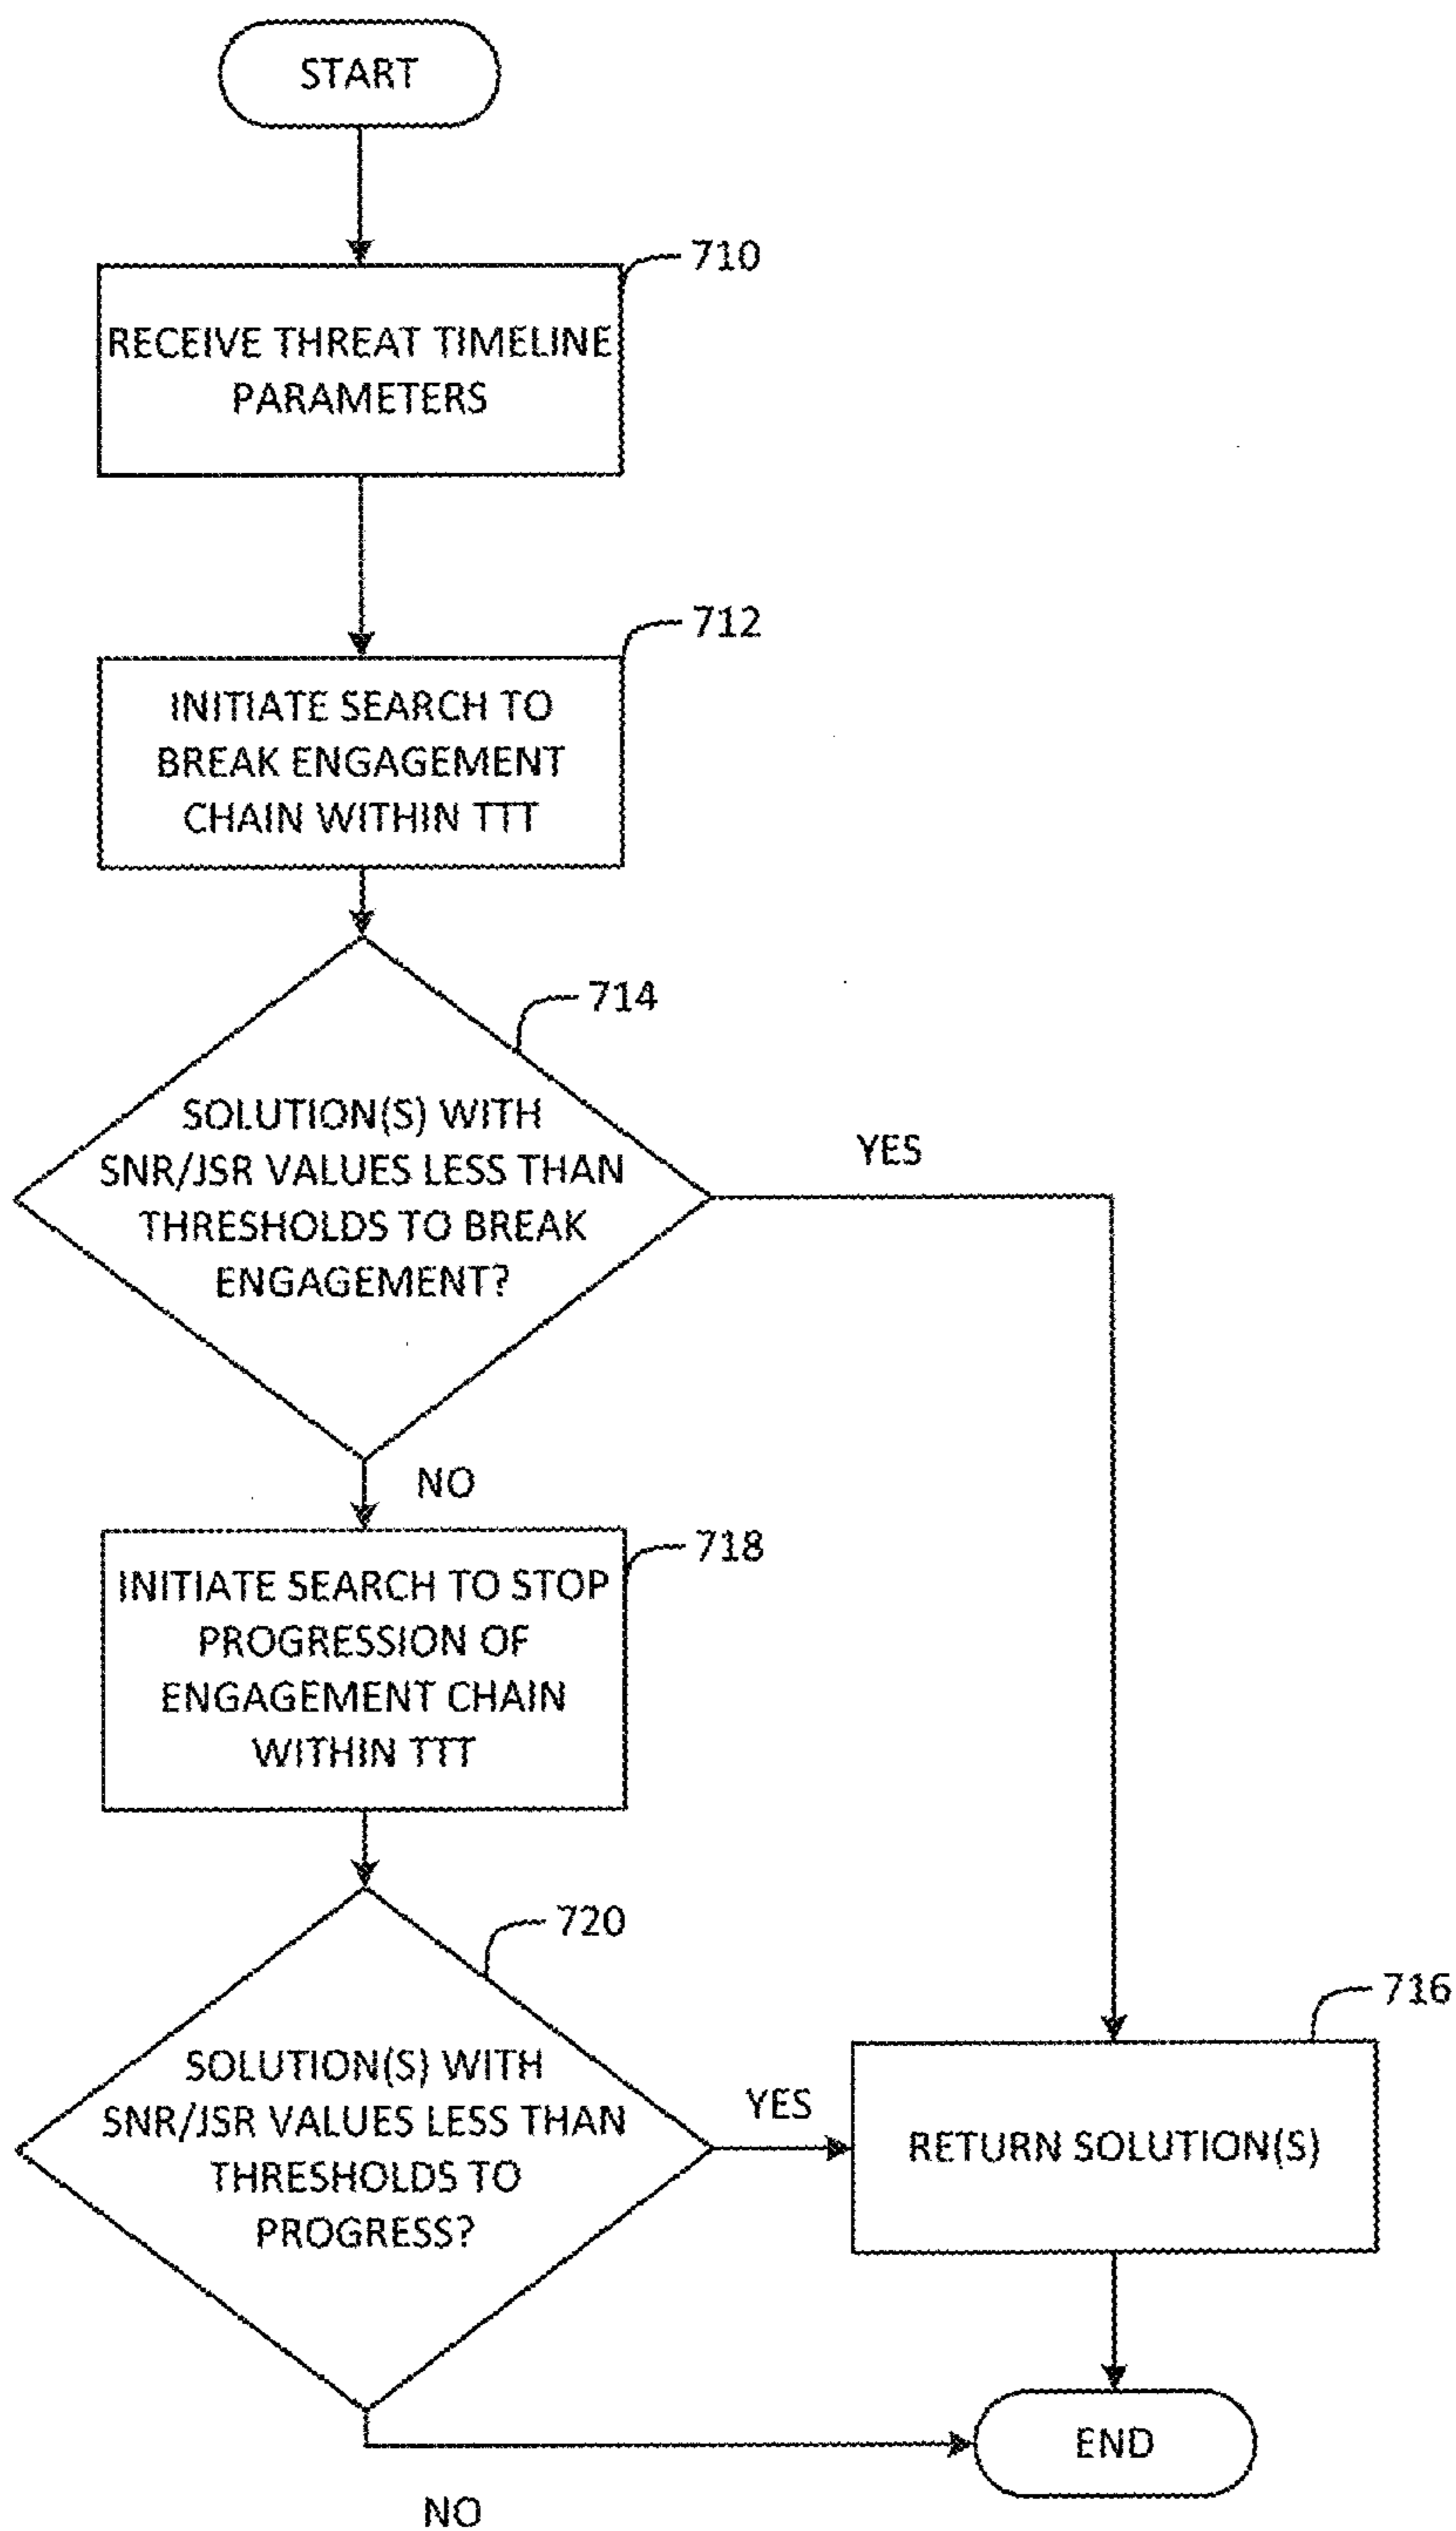 START
710
RECEIVE THREAT TIMELINE
PARAMETERS
712
INITIATE SEARCH TO
BREAK ENGAGEMENT
CHAIN WITHIN TTT
714
SOLUTION(S) WITH
SNR/JSR VALUES LESS THAN
THRESHOLDS TO BREAK
ENGAGEMENT?
YES
NO
718
INITIATE SEARCH TO STOP
PROGRESSION OF
ENGAGEMENT CHAIN
WITHIN TTT
720
SOLUTION(S) WITH
SNR/JSR VALUES LESS THAN
THRESHOLDS TO
PROGRESS?
YES
716
RETURN SOLUTION(S)
NO
END